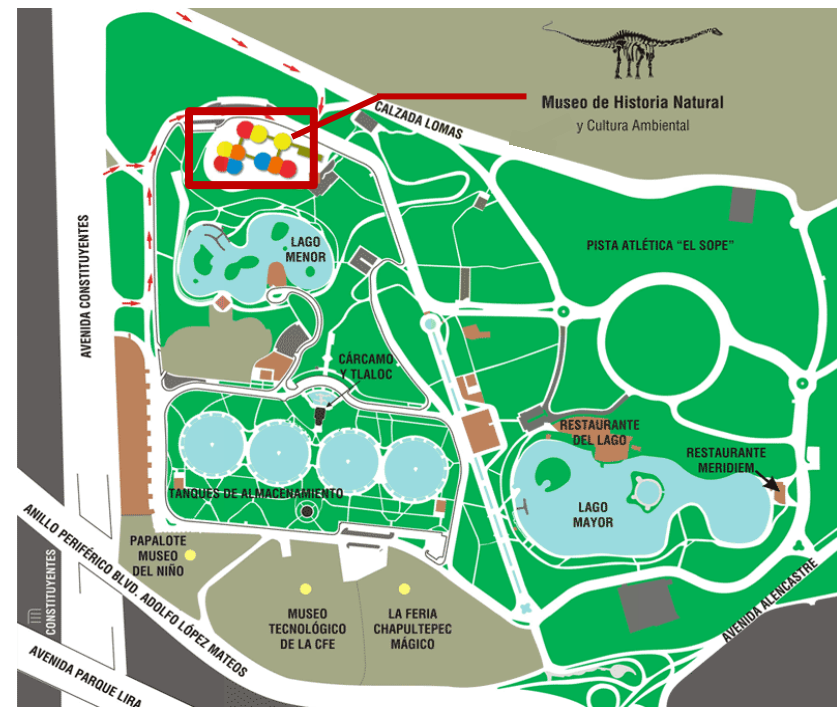 Museo de Historia Natural
y Cultura Ambiental
CALZADA LOMAS
AVENIDA CONSTITUYENTES
LAGO
MENOR
PISTA ATLÉTICA “EL SOPE”
CÁRCAMO
Y TLALOC
RESTAURANTE
DEL LAGO
RESTAURANTE
MERIDIEM
TANQUES DE ALMACENAMIENTO
LAGO
MAYOR
ANILLO PERIFÉRICO BLVD. ADOLFO LÓPEZ MATEOS
PAPALOTE
MUSEO
DEL NIÑO
CONSTITUYENTES
MUSEO
TECNOLÓGICO
DE LA CFE
LA FERIA
CHAPULTEPEC
MÁGICO
AVENIDA ALENCASTRE
AVENIDA PARQUE LIRA